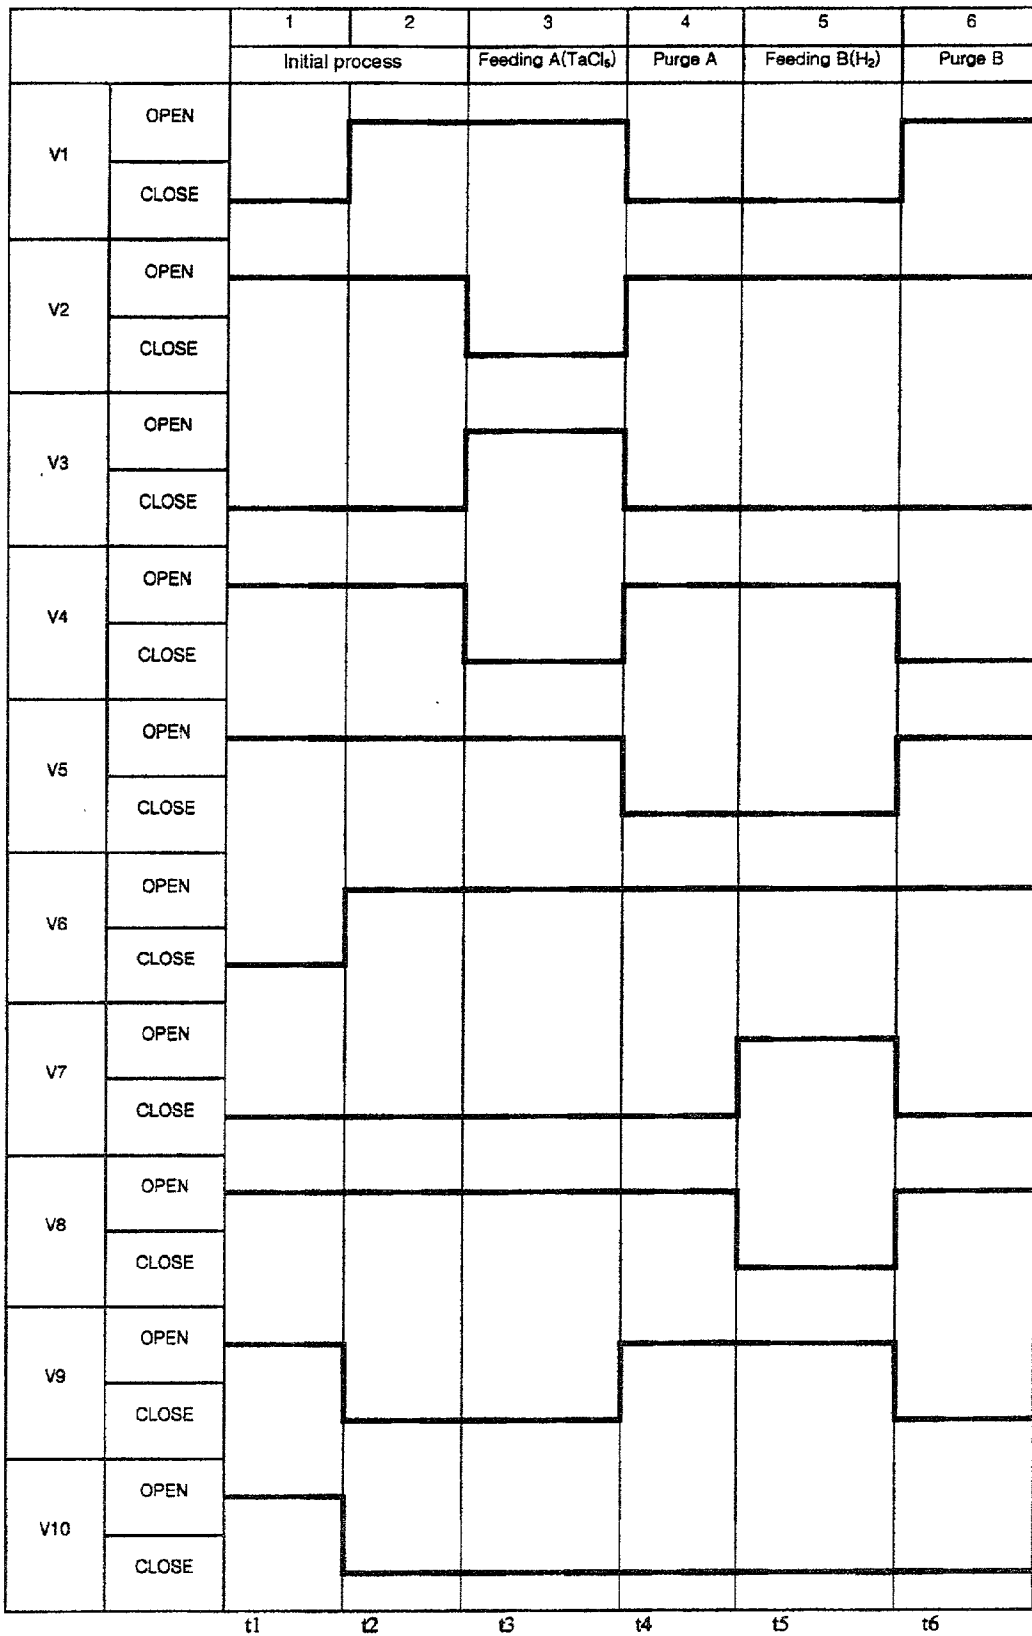 1 2 3 4 5 6
Initial process Feeding A(TaCl₅) Purge A Feeding B(H₂) Purge B
OPEN
V1
CLOSE
OPEN
V2
CLOSE
OPEN
V3
CLOSE
OPEN
V4
CLOSE
OPEN
V5
CLOSE
OPEN
V6
CLOSE
OPEN
V7
CLOSE
OPEN
V8
CLOSE
OPEN
V9
CLOSE
OPEN
V10
CLOSE
t1 t2 t3 t4 t5 t6